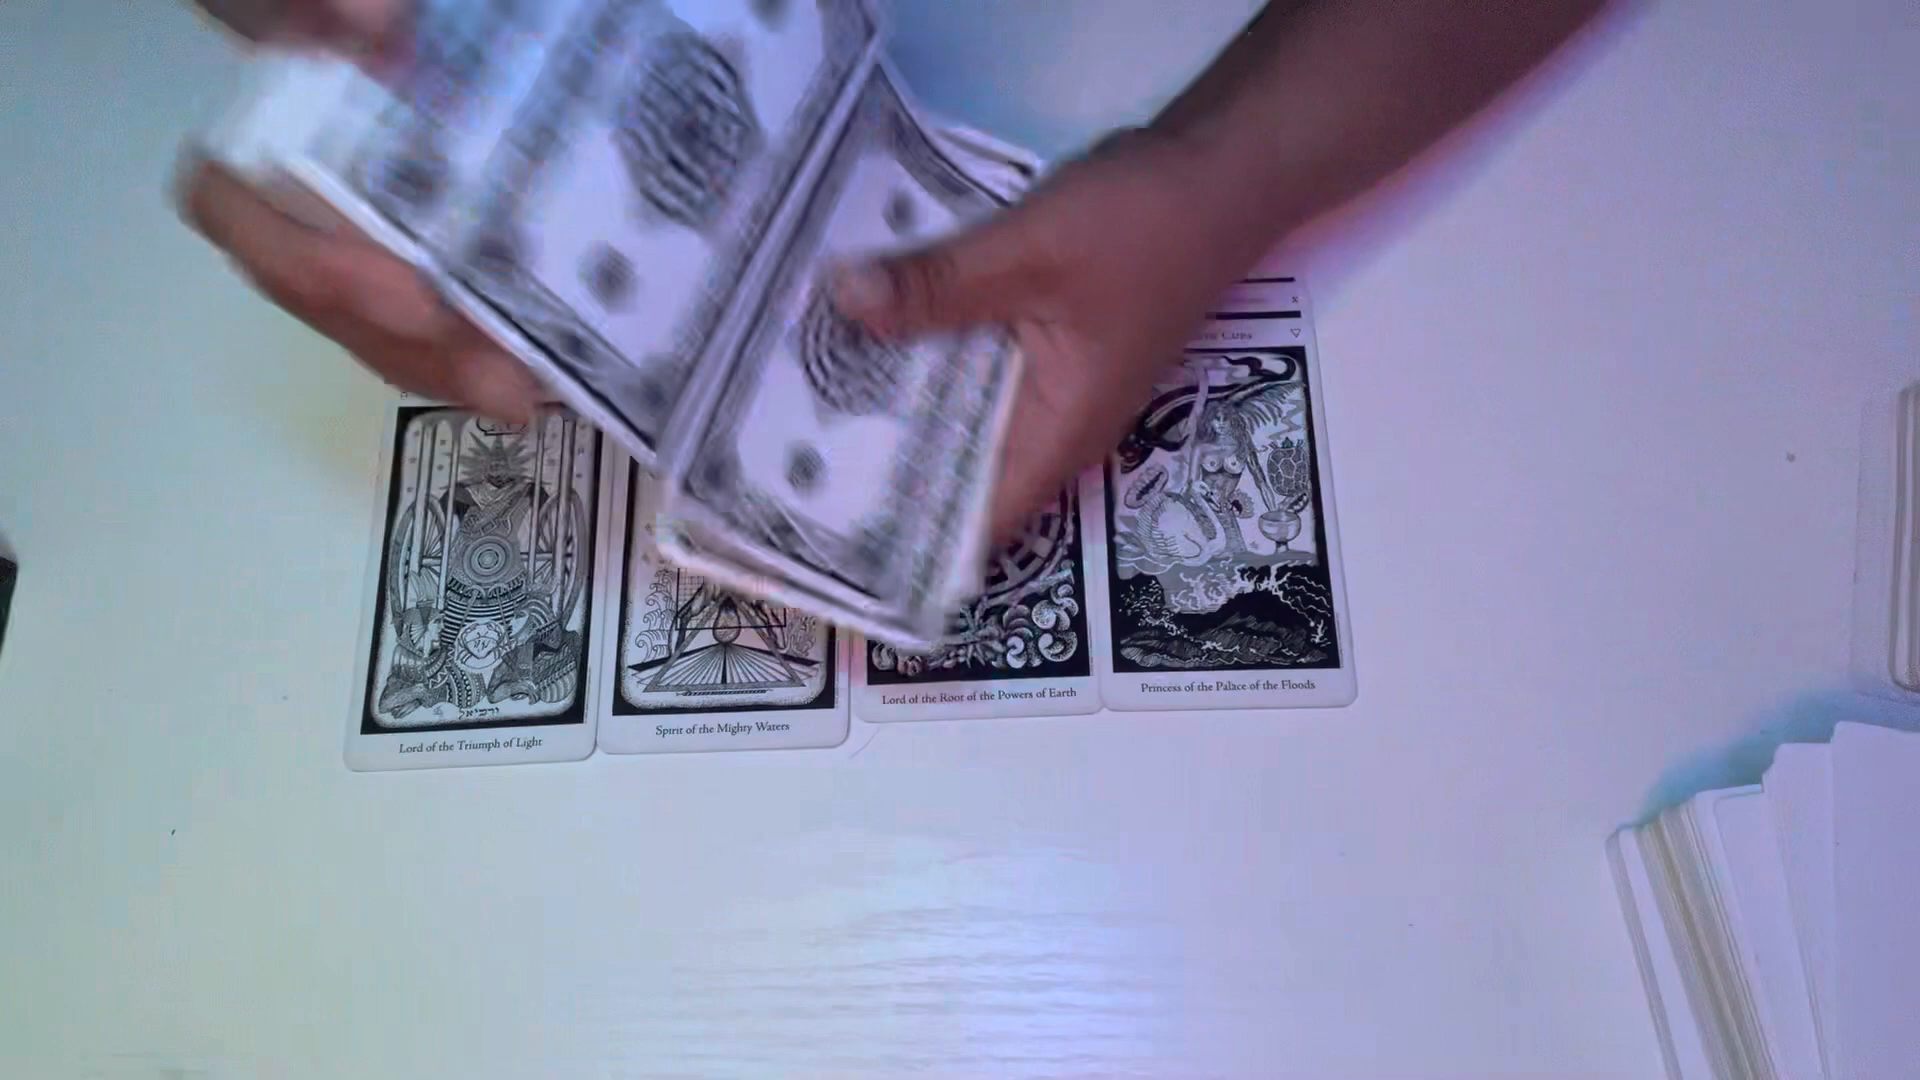 Lord of the Triumph of Light
Spirit of the Mighty Waters
Lord of the Root of the Powers of Earth
Princess of the Palace of the Floods